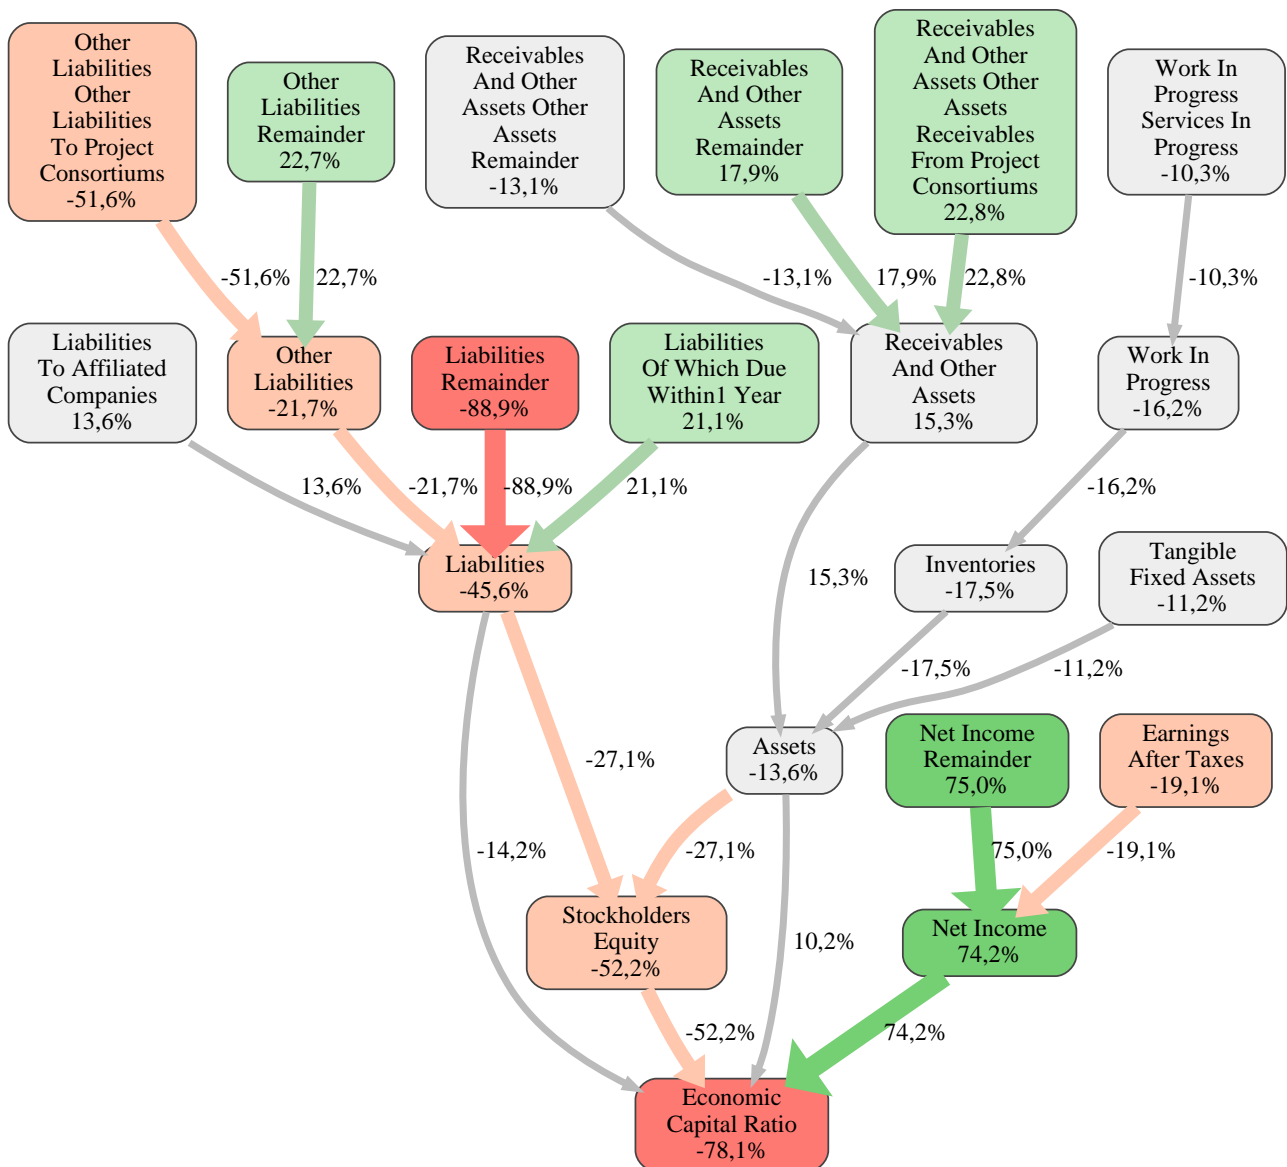 Other
Liabilities
Other
Liabilities
To Project
Consortiums
-51,6%
Other
Liabilities
Remainder
22,7%
Receivables
And Other
Assets Other
Assets
Remainder
-13,1%
Receivables
And Other
Assets
Remainder
17,9%
Receivables
And Other
Assets Other
Assets
Receivables
From Project
Consortiums
22,8%
Work In
Progress
Services In
Progress
-10,3%
-51,6%
22,7%
-13,1%
17,9%
22,8%
-10,3%
Liabilities
To Affiliated
Companies
13,6%
Other
Liabilities
-21,7%
Liabilities
Remainder
-88,9%
Liabilities
Of Which Due
Within1 Year
21,1%
Receivables
And Other
Assets
15,3%
Work In
Progress
-16,2%
13,6%
-21,7%
-88,9%
21,1%
-16,2%
Liabilities
-45,6%
15,3%
Inventories
-17,5%
Tangible
Fixed Assets
-11,2%
-17,5%
-11,2%
-27,1%
Assets
-13,6%
Net Income
Remainder
75,0%
Earnings
After Taxes
-19,1%
-14,2%
-27,1%
75,0%
-19,1%
Stockholders
Equity
-52,2%
10,2%
Net Income
74,2%
-52,2%
74,2%
Economic
Capital Ratio
-78,1%